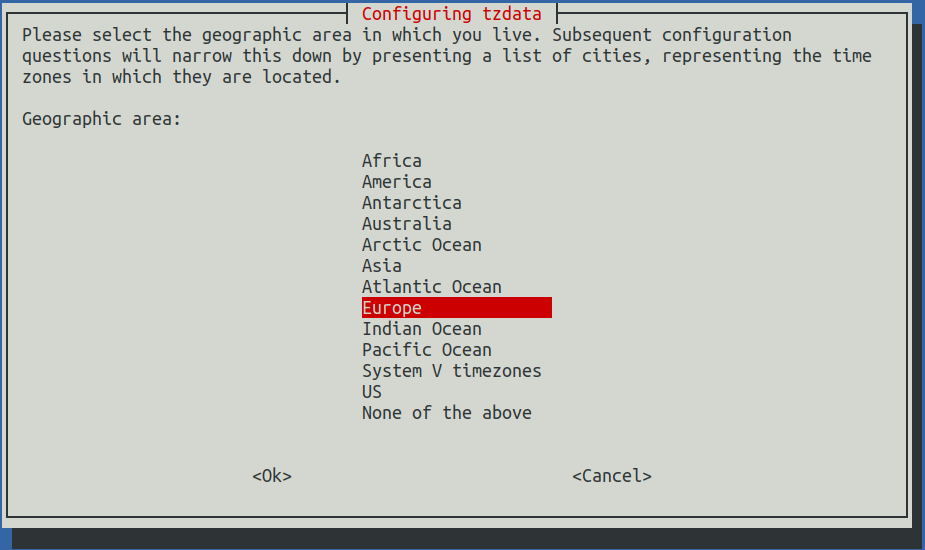 Configuring tzdata
Please select the geographic area in which you live. Subsequent configuration
questions will narrow this down by presenting a list of cities, representing the time
zones in which they are located.
Geographic area:
Africa
America
Antarctica
Australia
Arctic Ocean
Asia
Atlantic Ocean
Europe
Indian Ocean
Pacific Ocean
System V timezones
US
None of the above
<Ok> <Cancel>